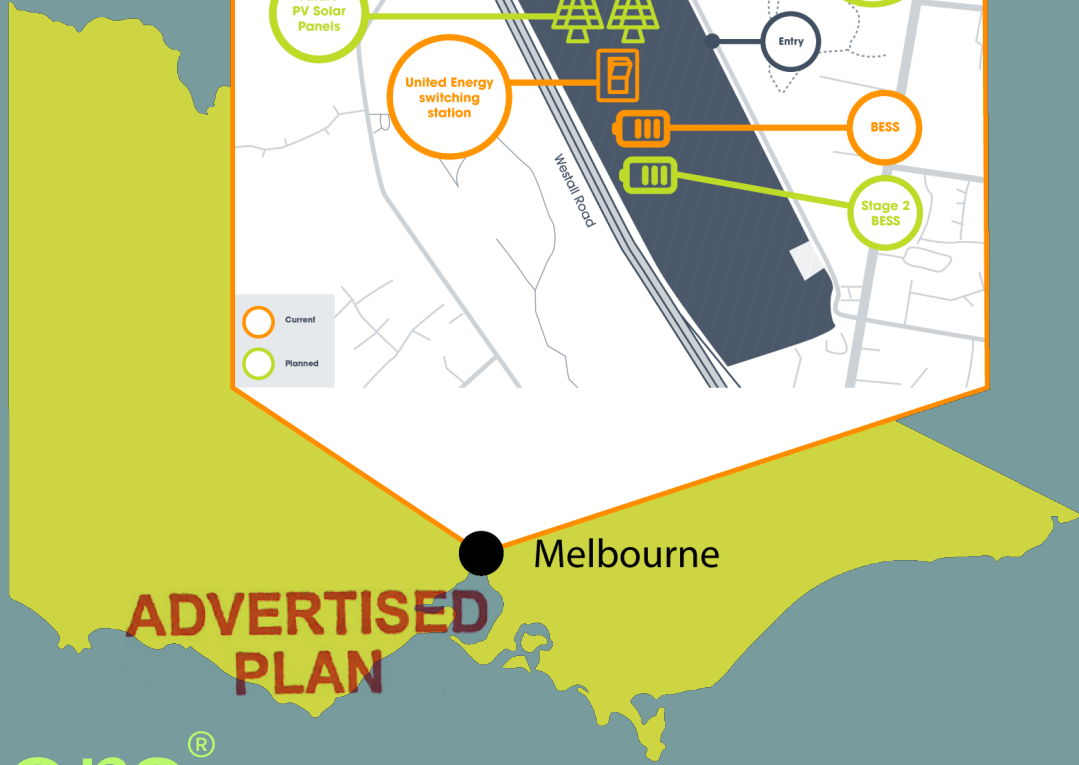 PV Solar
Panels
Entry
United Energy
switching
station
BESS
Westall Road
Stage 2
BESS
Current
Planned
Melbourne
ADVERTISED
PLAN
®